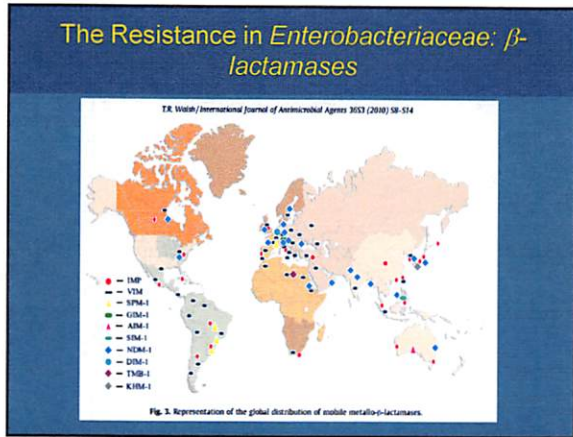 The Resistance in Enterobacteriaceae: β-
lactamases
T.R. Walsh / International Journal of Antimicrobial Agents 36S3 (2010) S8–S14
IMP
VIM
SPM-1
GIM-1
AIM-1
SIM-1
NDM-1
DIM-1
TMB-1
KHM-1
Fig. 3. Representation of the global distribution of mobile metallo-β-lactamases.